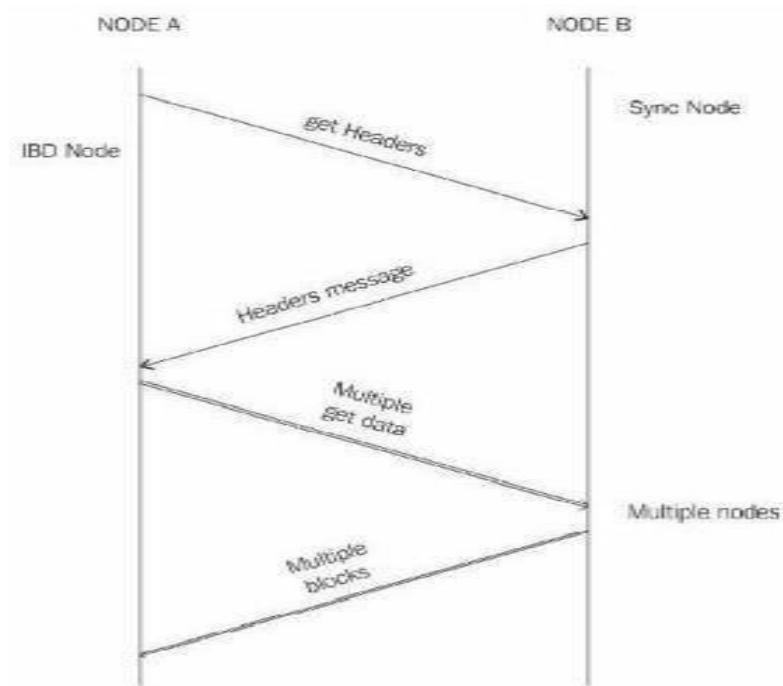 NODE A
NODE B
Sync Node
get Headers
IBD Node
Headers message
Multiple
get data
Multiple nodes
Multiple
blocks